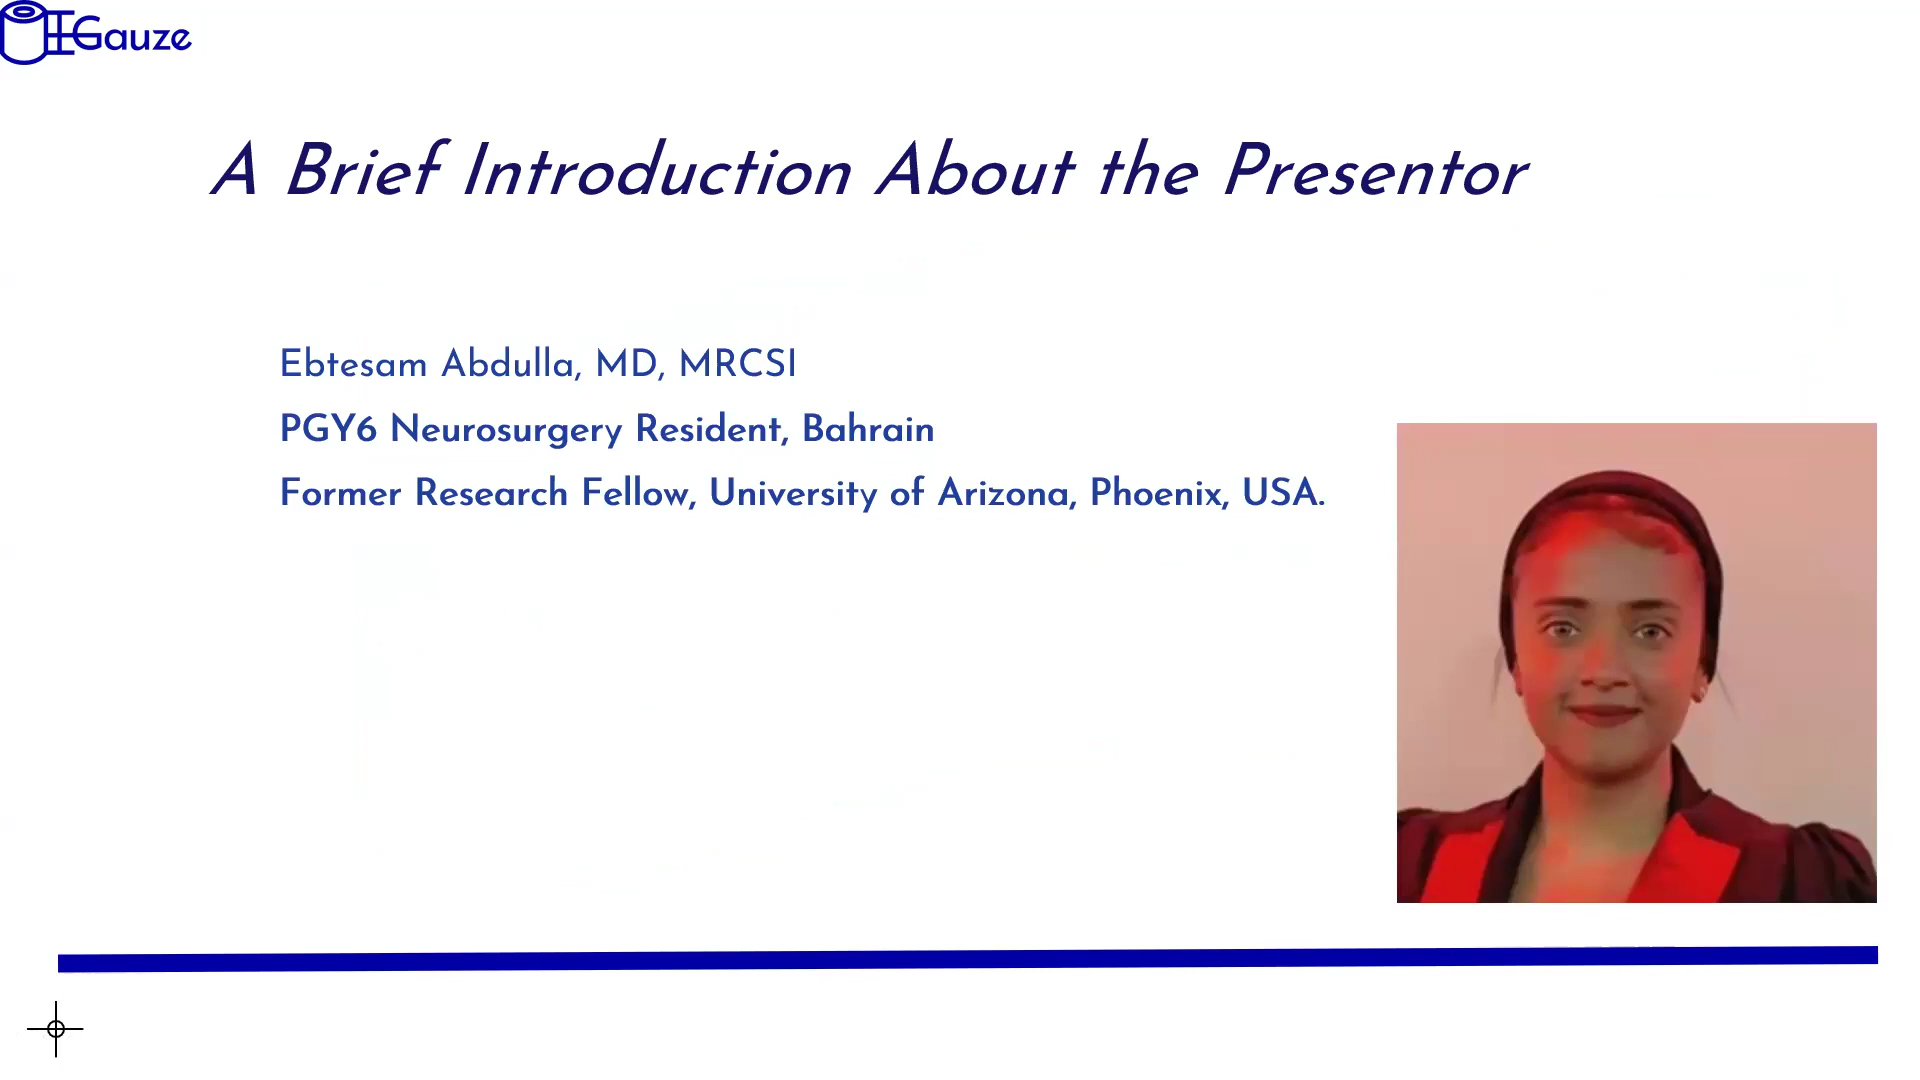 Gauze
A Brief Introduction About the Presentor
Ebtesam Abdulla, MD, MRCSI
PGY6 Neurosurgery Resident, Bahrain
Former Research Fellow, University of Arizona, Phoenix, USA.